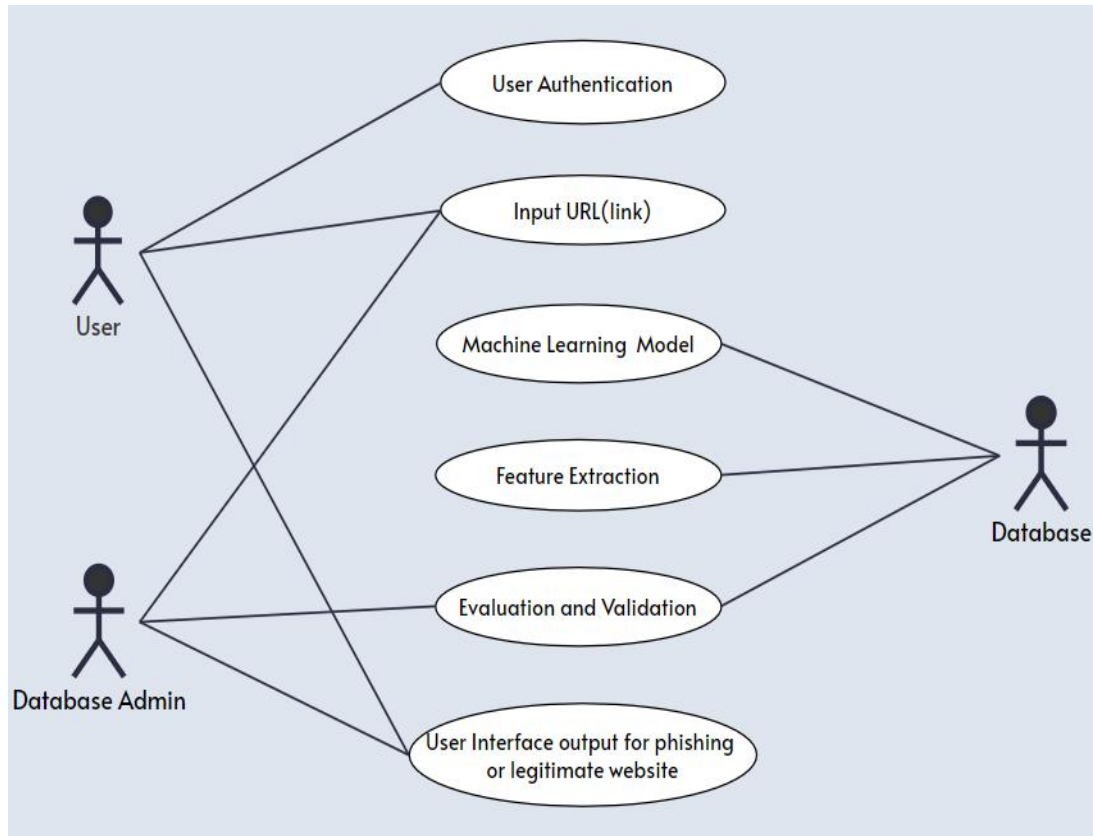 User Authentication
Input URL(link)
User
Machine Learning Model
Feature Extraction
Database
Evaluation and Validation
Database Admin
User Interface output for phishing
or legitimate website